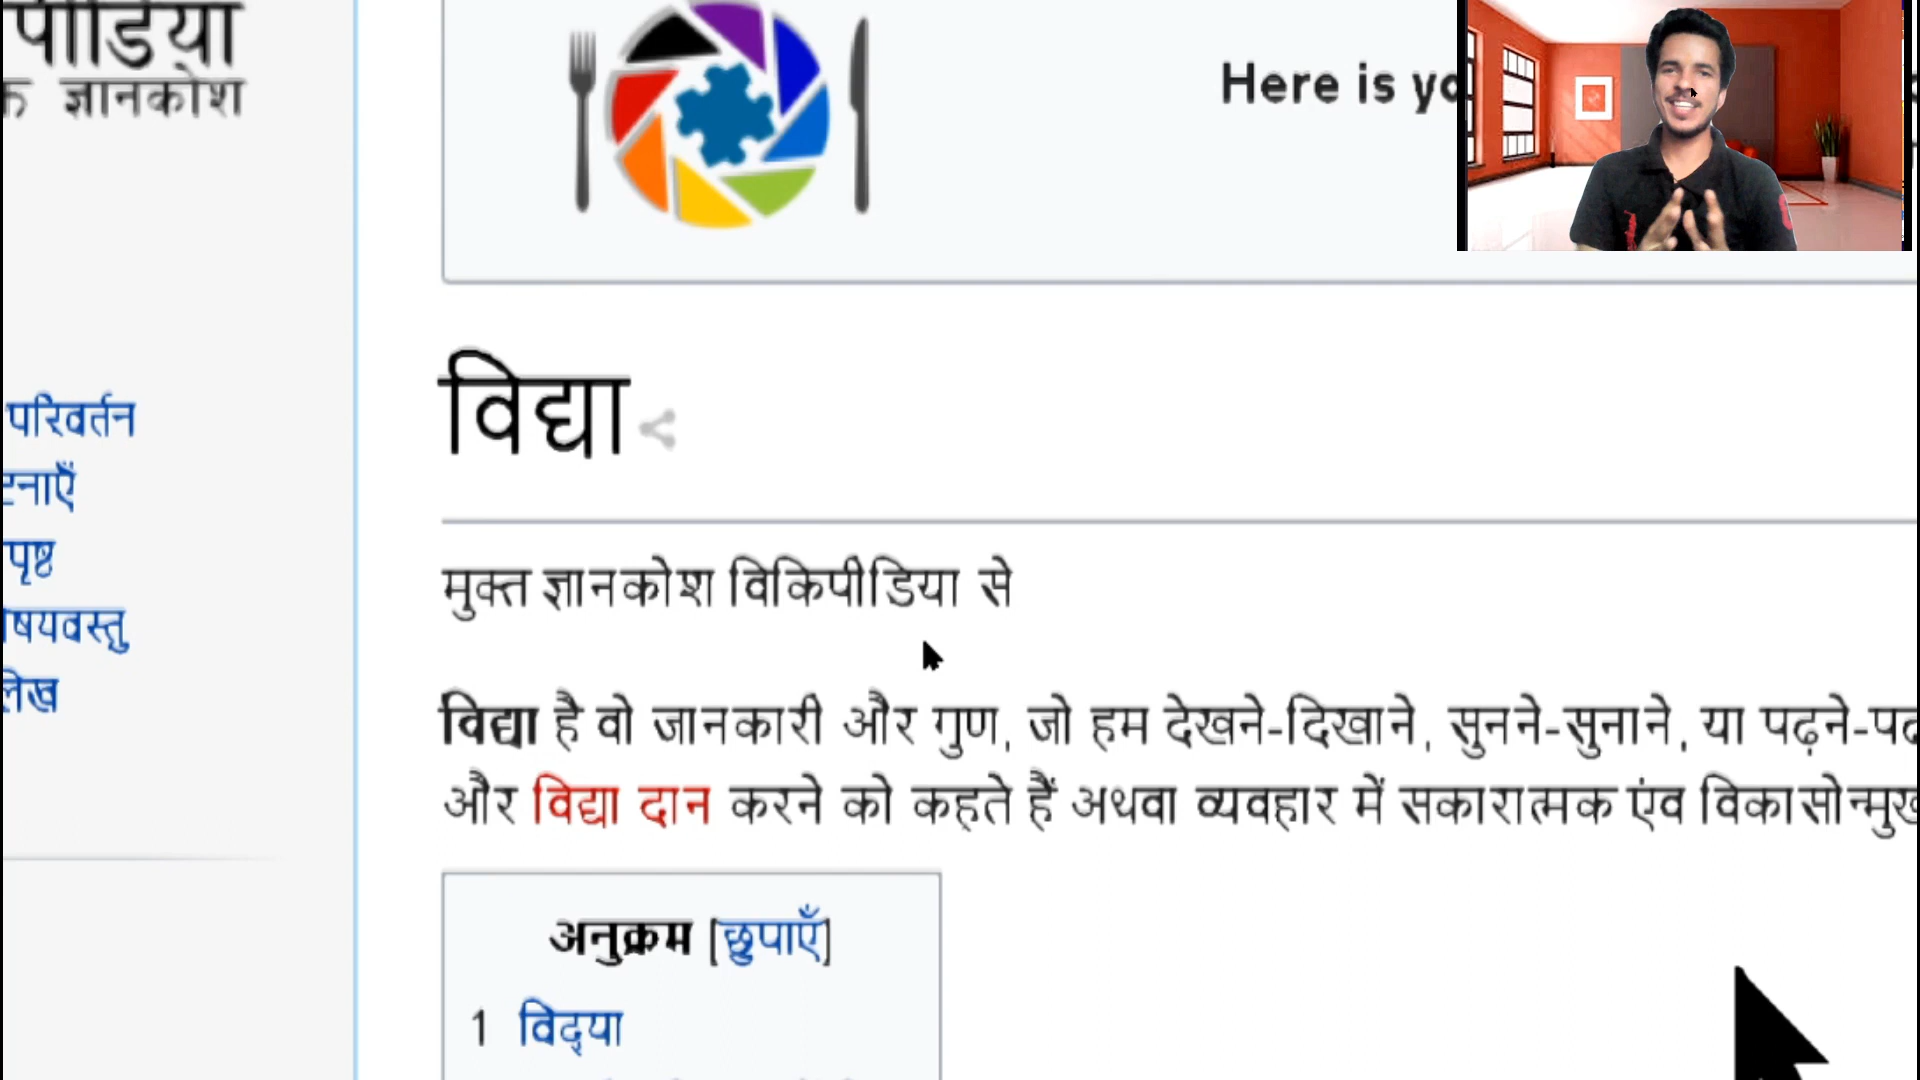 पीडिया
ज्ञानकोश
Here is yo
विद्या
परिवर्तन
पृष्ठ
मुक्त ज्ञानकोश विकिपीडिया से
विद्या है वो जानकारी और गुण, जो हम देखने-दिखाने, सुनने-सुनाने, या पढ़ने-पढ
और विद्या दान करने को कहते हैं अथवा व्यवहार में सकारात्मक एंव विकासोन्मुख
अनुक्रम [छुपाएँ]
1 विद्‌या